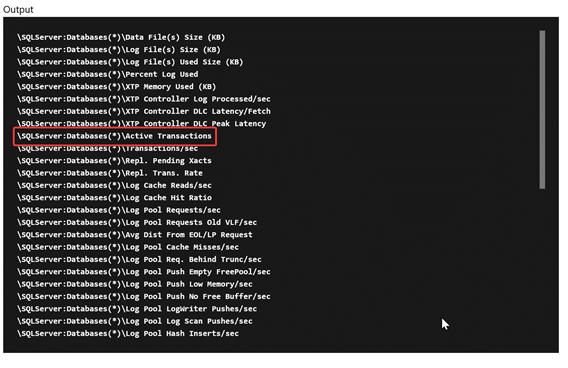 Output
\SQLServer:Databases(*)\Data File(s) Size (KB)
\SQLServer:Databases(*)\Log File(s) Size (KB)
\SQLServer:Databases(*)\Log File(s) Used Size (KB)
\SQLServer:Databases(*)\Percent Log Used
\SQLServer:Databases(*)\XTP Memory Used (KB)
\SQLServer:Databases(*)\XTP Controller Log Processed/sec
\SQLServer:Databases(*)\XTP Controller DLC Latency/Fetch
\SQLServer:Databases(*)\XTP Controller DLC Peak Latency
\SQLServer:Databases(*)\Active Transactions
\SQLServer:Databases(*)\Transactions/sec
\SQLServer:Databases(*)\Repl. Pending Xacts
\SQLServer:Databases(*)\Repl. Trans. Rate
\SQLServer:Databases(*)\Log Cache Reads/sec
\SQLServer:Databases(*)\Log Cache Hit Ratio
\SQLServer:Databases(*)\Log Pool Requests/sec
\SQLServer:Databases(*)\Log Pool Requests Old VLF/sec
\SQLServer:Databases(*)\Avg Dist From EOL/LP Request
\SQLServer:Databases(*)\Log Pool Cache Misses/sec
\SQLServer:Databases(*)\Log Pool Req. Behind Trunc/sec
\SQLServer:Databases(*)\Log Pool Push Empty FreePool/sec
\SQLServer:Databases(*)\Log Pool Push Low Memory/sec
\SQLServer:Databases(*)\Log Pool Push No Free Buffer/sec
\SQLServer:Databases(*)\Log Pool LogWriter Pushes/sec
\SQLServer:Databases(*)\Log Pool Log Scan Pushes/sec
\SQLServer:Databases(*)\Log Pool Hash Inserts/sec